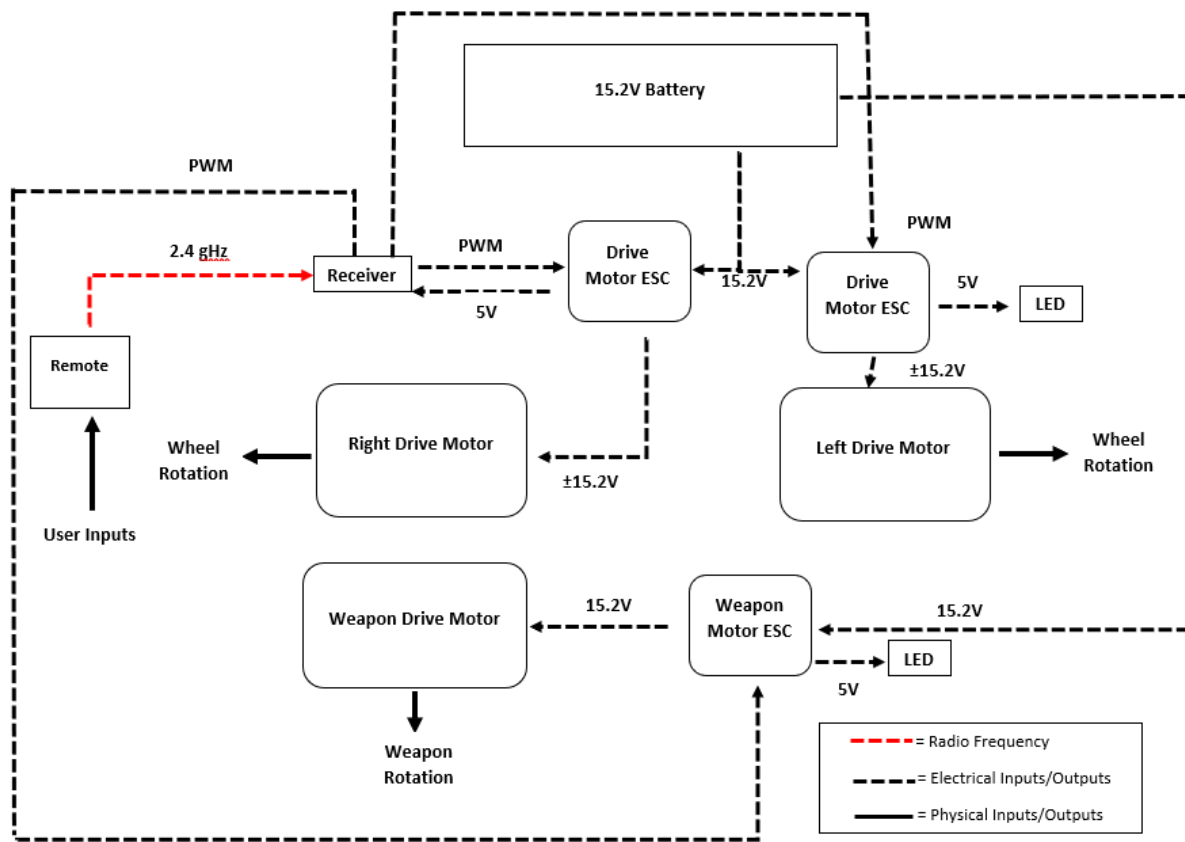 15.2V Battery
PWM
PWM
2.4 gHz
PWM
Receiver
5V
Drive
Motor ESC
15.2V
Drive
Motor ESC
5V
LED
Remote
±15.2V
Right Drive Motor
Wheel
Rotation
±15.2V
Left Drive Motor
Wheel
Rotation
User Inputs
Weapon Drive Motor
15.2V
Weapon
Motor ESC
15.2V
LED
5V
Weapon
Rotation
= Radio Frequency
= Electrical Inputs/Outputs
= Physical Inputs/Outputs